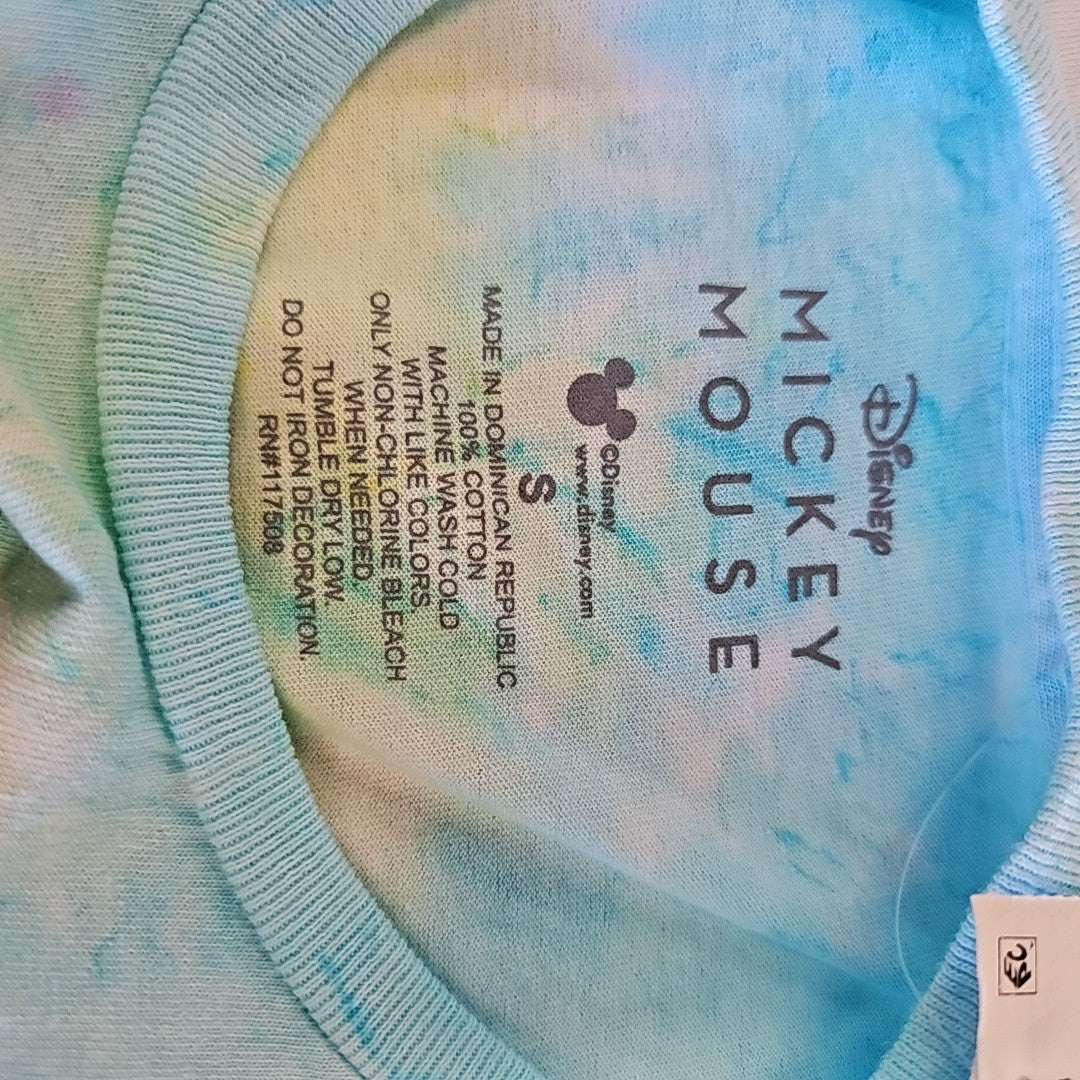 Disney
MICKEY
MOUSE
©Disney
www.disney.com
S
MADE IN DOMINICAN REPUBLIC
100% COTTON
MACHINE WASH COLD
WITH LIKE COLORS
ONLY NON-CHLORINE BLEACH
WHEN NEEDED
TUMBLE DRY LOW.
DO NOT IRON DECORATION.
RN#117508